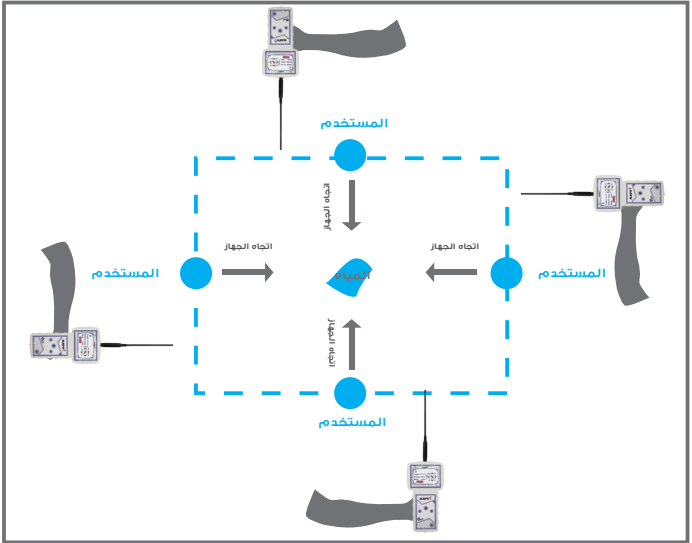 المستخدم
اتجاه الجهاز
اتجاه الجهاز
اتجاه الجهاز
المستخدم
المياه
المستخدم
اتجاه الجهاز
المستخدم